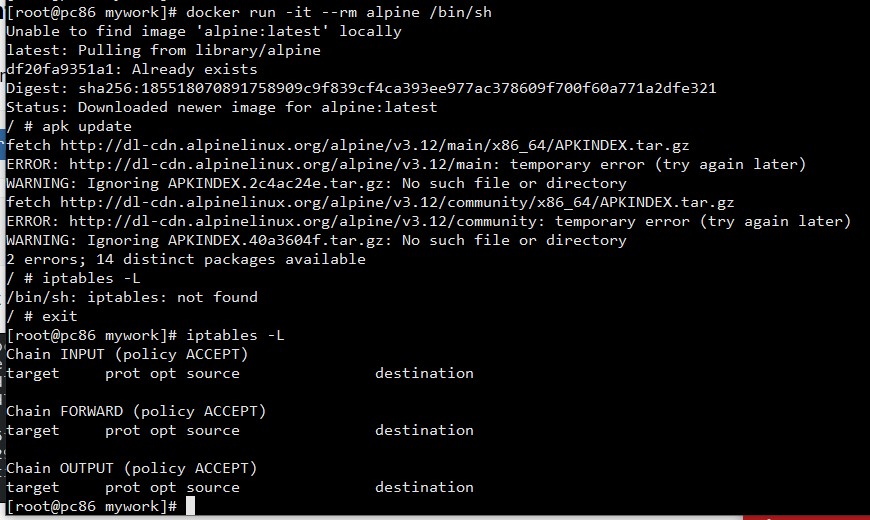 [root@pc86 mywork]# docker run -it --rm alpine /bin/sh
Unable to find image 'alpine:latest' locally
latest: Pulling from library/alpine
df20fa9351a1: Already exists
Digest: sha256:185518070891758909c9f839cf4ca393ee977ac378609f700f60a771a2dfe321
Status: Downloaded newer image for alpine:latest
/ # apk update
fetch http://dl-cdn.alpinelinux.org/alpine/v3.12/main/x86_64/APKINDEX.tar.gz
ERROR: http://dl-cdn.alpinelinux.org/alpine/v3.12/main: temporary error (try again later)
WARNING: Ignoring APKINDEX.2c4ac24e.tar.gz: No such file or directory
fetch http://dl-cdn.alpinelinux.org/alpine/v3.12/community/x86_64/APKINDEX.tar.gz
ERROR: http://dl-cdn.alpinelinux.org/alpine/v3.12/community: temporary error (try again later)
WARNING: Ignoring APKINDEX.40a3604f.tar.gz: No such file or directory
2 errors; 14 distinct packages available
/ # iptables -L
/bin/sh: iptables: not found
/ # exit
[root@pc86 mywork]# iptables -L
Chain INPUT (policy ACCEPT)
target     prot opt source               destination

Chain FORWARD (policy ACCEPT)
target     prot opt source               destination

Chain OUTPUT (policy ACCEPT)
target     prot opt source               destination
[root@pc86 mywork]#